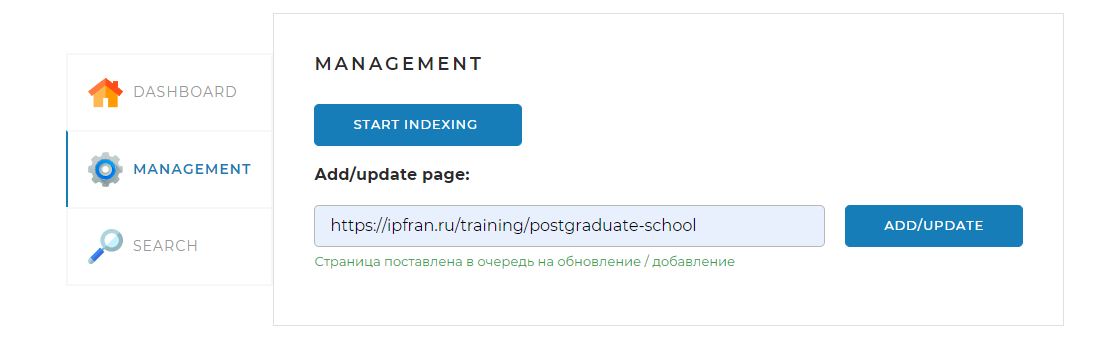 DASHBOARD
MANAGEMENT
SEARCH
MANAGEMENT
START INDEXING
Add/update page:
https://ipfran.ru/training/postgraduate-school
ADD/UPDATE
Страница поставлена в очередь на обновление / добавление